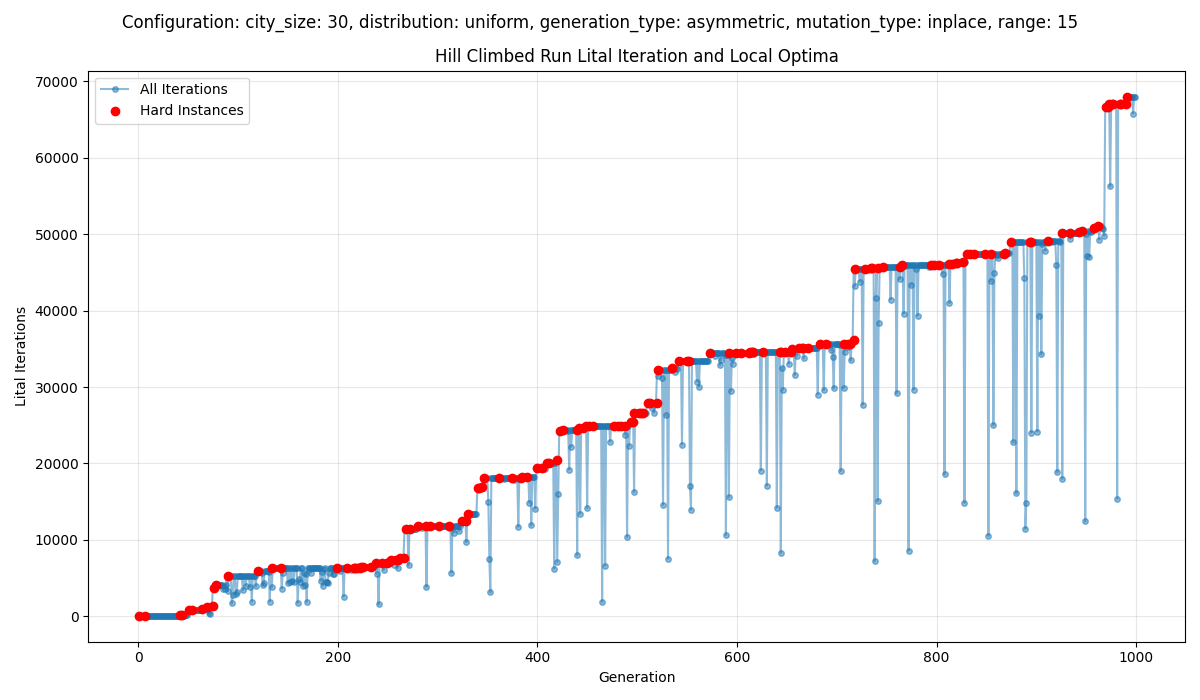 Configuration: city_size: 30, distribution: uniform, generation_type: asymmetric, mutation_type: inplace, range: 15
Hill Climbed Run Lital Iteration and Local Optima
70000
60000
50000
40000
30000
20000
10000
0
Lital Iterations
All Iterations
Hard Instances
0
200
400
600
800
1000
Generation